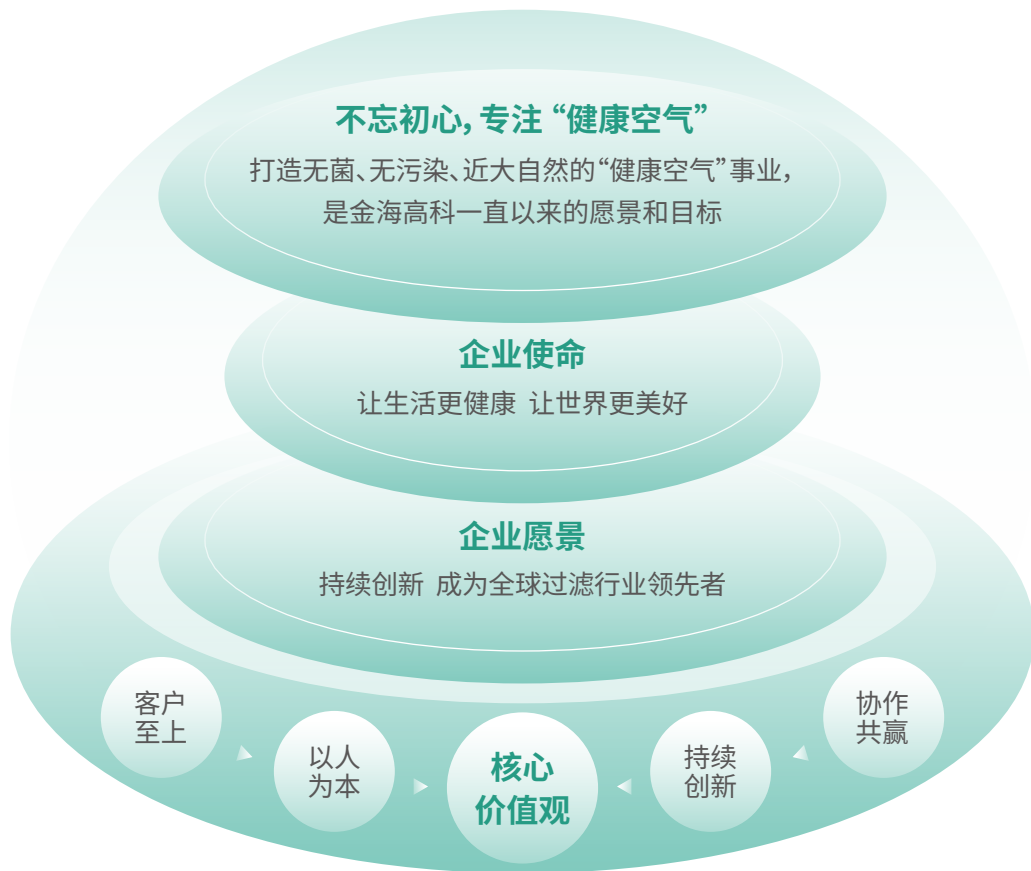 不忘初心，专注“健康空气”
打造无菌、无污染、近大自然的“健康空气”事业，
是金海高科一直以来的愿景和目标
企业使命
让生活更健康 让世界更美好
企业愿景
持续创新 成为全球过滤行业领先者
客户
至上
以人
为本
核心
价值观
持续
创新
协作
共赢